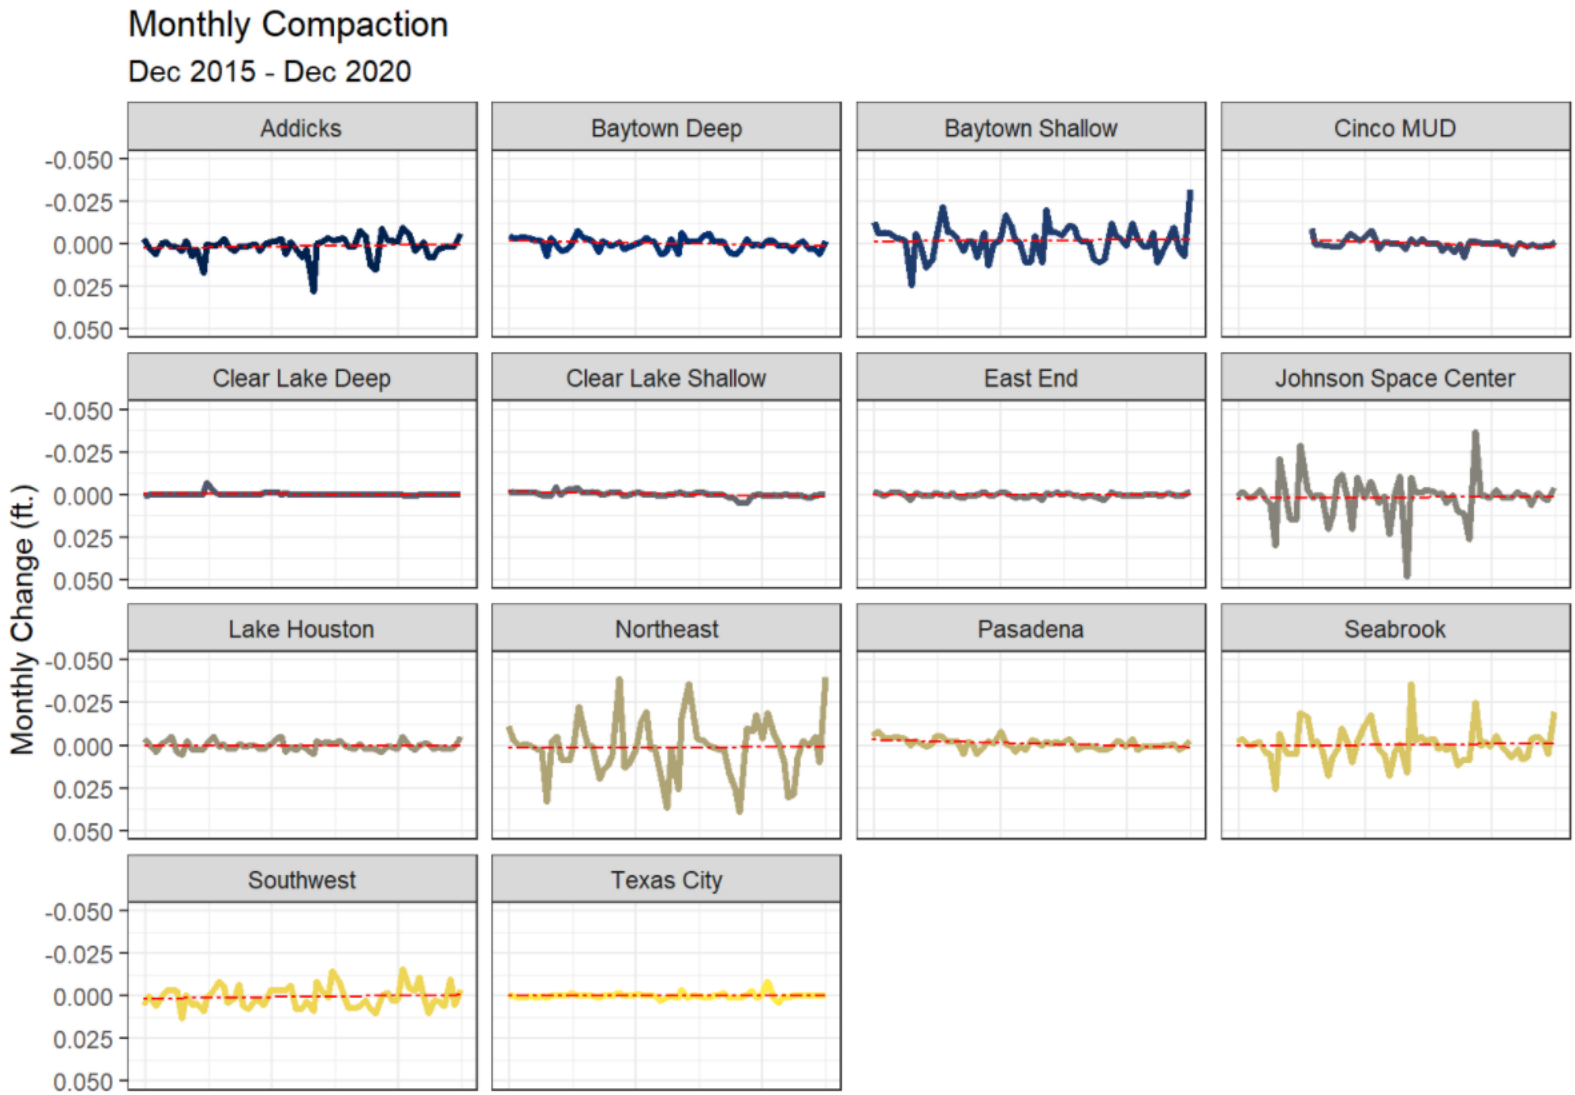 Monthly Compaction
Dec 2015 - Dec 2020
Addicks
Baytown Deep
Baytown Shallow
Cinco MUD
-0.050
-0.025
0.000
0.025
0.050
Clear Lake Deep
Clear Lake Shallow
East End
Johnson Space Center
-0.050
-0.025
0.000
0.025
0.050
Monthly Change (ft.)
Lake Houston
Northeast
Pasadena
Seabrook
-0.050
-0.025
0.000
0.025
0.050
Southwest
Texas City
-0.050
-0.025
0.000
0.025
0.050